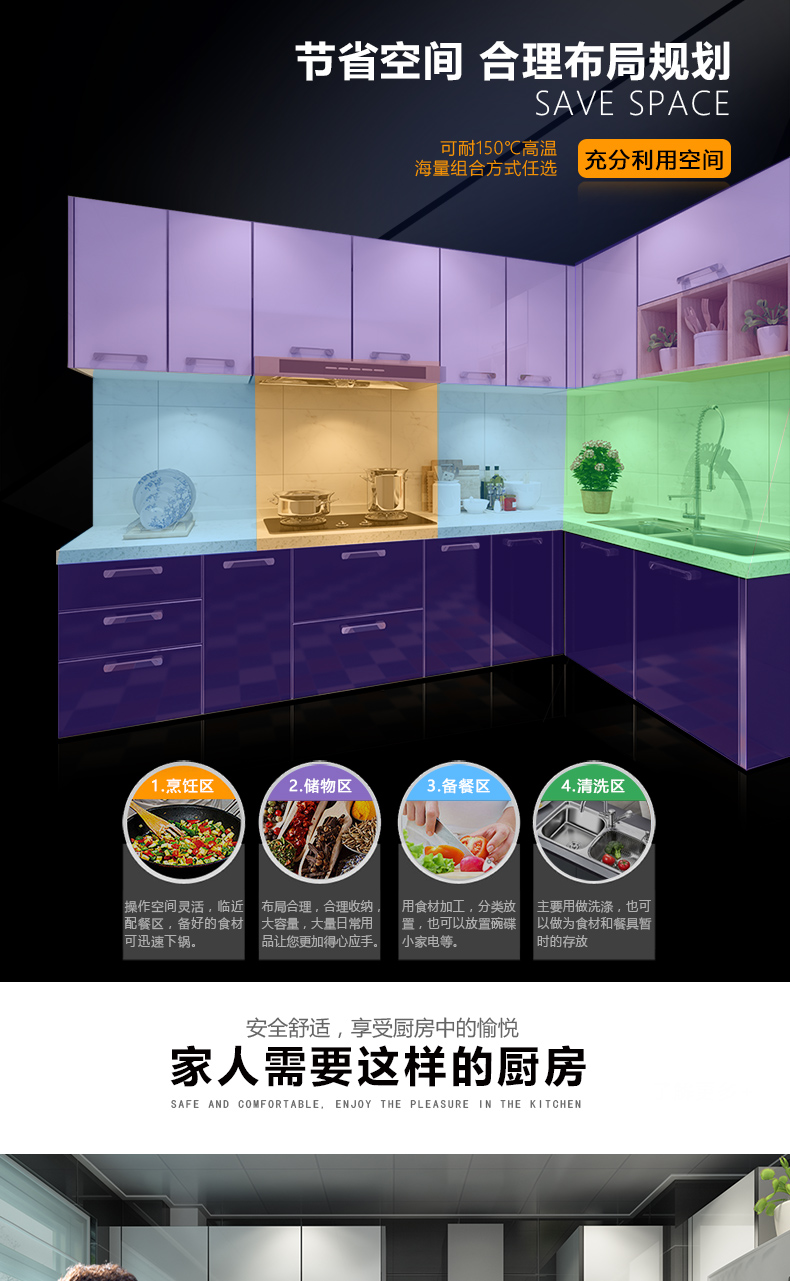 节省空间 合理布局规划
SAVE SPACE
可耐150℃高温
海量组合方式任选
充分利用空间
1.烹饪区
操作空间灵活，临近
配餐区，备好的食材
可迅速下锅。
2.储物区
布局合理，合理收纳，
大容量，大量日常用
品让您更加得心应手。
3.备餐区
用食材加工，分类放
置，也可以放置碗碟
小家电等。
4.清洗区
主要用做洗涤，也可
以做为食材和餐具暂
时的存放
安全舒适，享受厨房中的愉悦
家人需要这样的厨房
SAFE AND COMFORTABLE, ENJOY THE PLEASURE IN THE KITCHEN